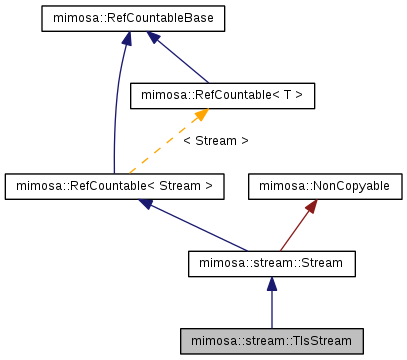 mimosa::RefCountableBase
mimosa::RefCountable< T >
< Stream >
mimosa::RefCountable< Stream >
mimosa::NonCopyable
mimosa::stream::Stream
mimosa::stream::TlsStream